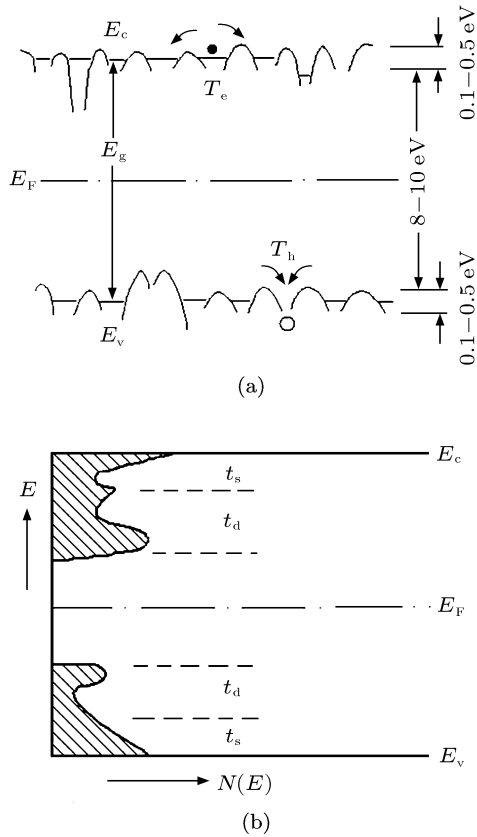 E_c
T_e
0.1−0.5 eV
E_g
E_F
8−10 eV
T_h
E_v
0.1−0.5 eV
(a)
E_c
t_s
E
t_d
E_F
t_d
t_s
E_v
N(E)
(b)